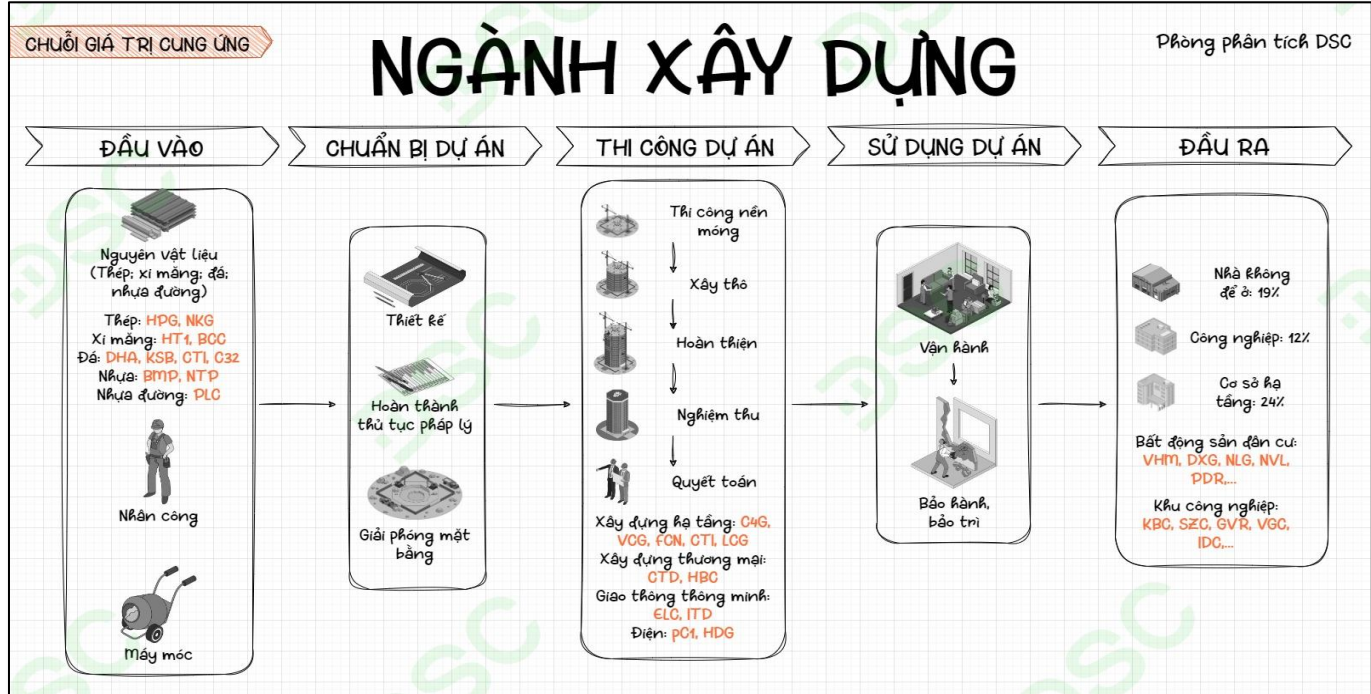 CHUỖI GIÁ TRỊ CUNG ỨNG
NGÀNH XÂY DỰNG
Phòng phân tích DSC
ĐẦU VÀO
Nguyên vật liệu
(Thép; xi măng; đá;
nhựa đường)
Thép: HPG, NKG
Xi măng: HT1, BCC
Đá: DHA, KSB, CTI, C32
Nhựa: BMP, NTP
Nhựa đường: PLC
Nhân công
Máy móc
CHUẨN BỊ DỰ ÁN
Thiết kế
Hoàn thành
thủ tục pháp lý
Giải phóng mặt
bằng
THI CÔNG DỰ ÁN
Thi công nền
móng
Xây thô
Hoàn thiện
Nghiệm thu
Quyết toán
Xây dựng hạ tầng: C4G,
VCG, FCN, CTI, LCG
Xây dựng thương mại:
CTD, HBC
Giao thông thông minh:
ELC, ITD
Điện: PC1, HDG
SỬ DỤNG DỰ ÁN
Vận hành
Bảo hành,
bảo trì
ĐẦU RA
Nhà không
để ở: 19%
Công nghiệp: 12%
Cơ sở hạ
tầng: 24%
Bất động sản dân cư:
VHM, DXG, NLG, NVL,
PDR,...
Khu công nghiệp:
KBC, SZC, GVR, VGC,
IDC,...
DSC
DSC
DSC
DSC
DSC
DSC